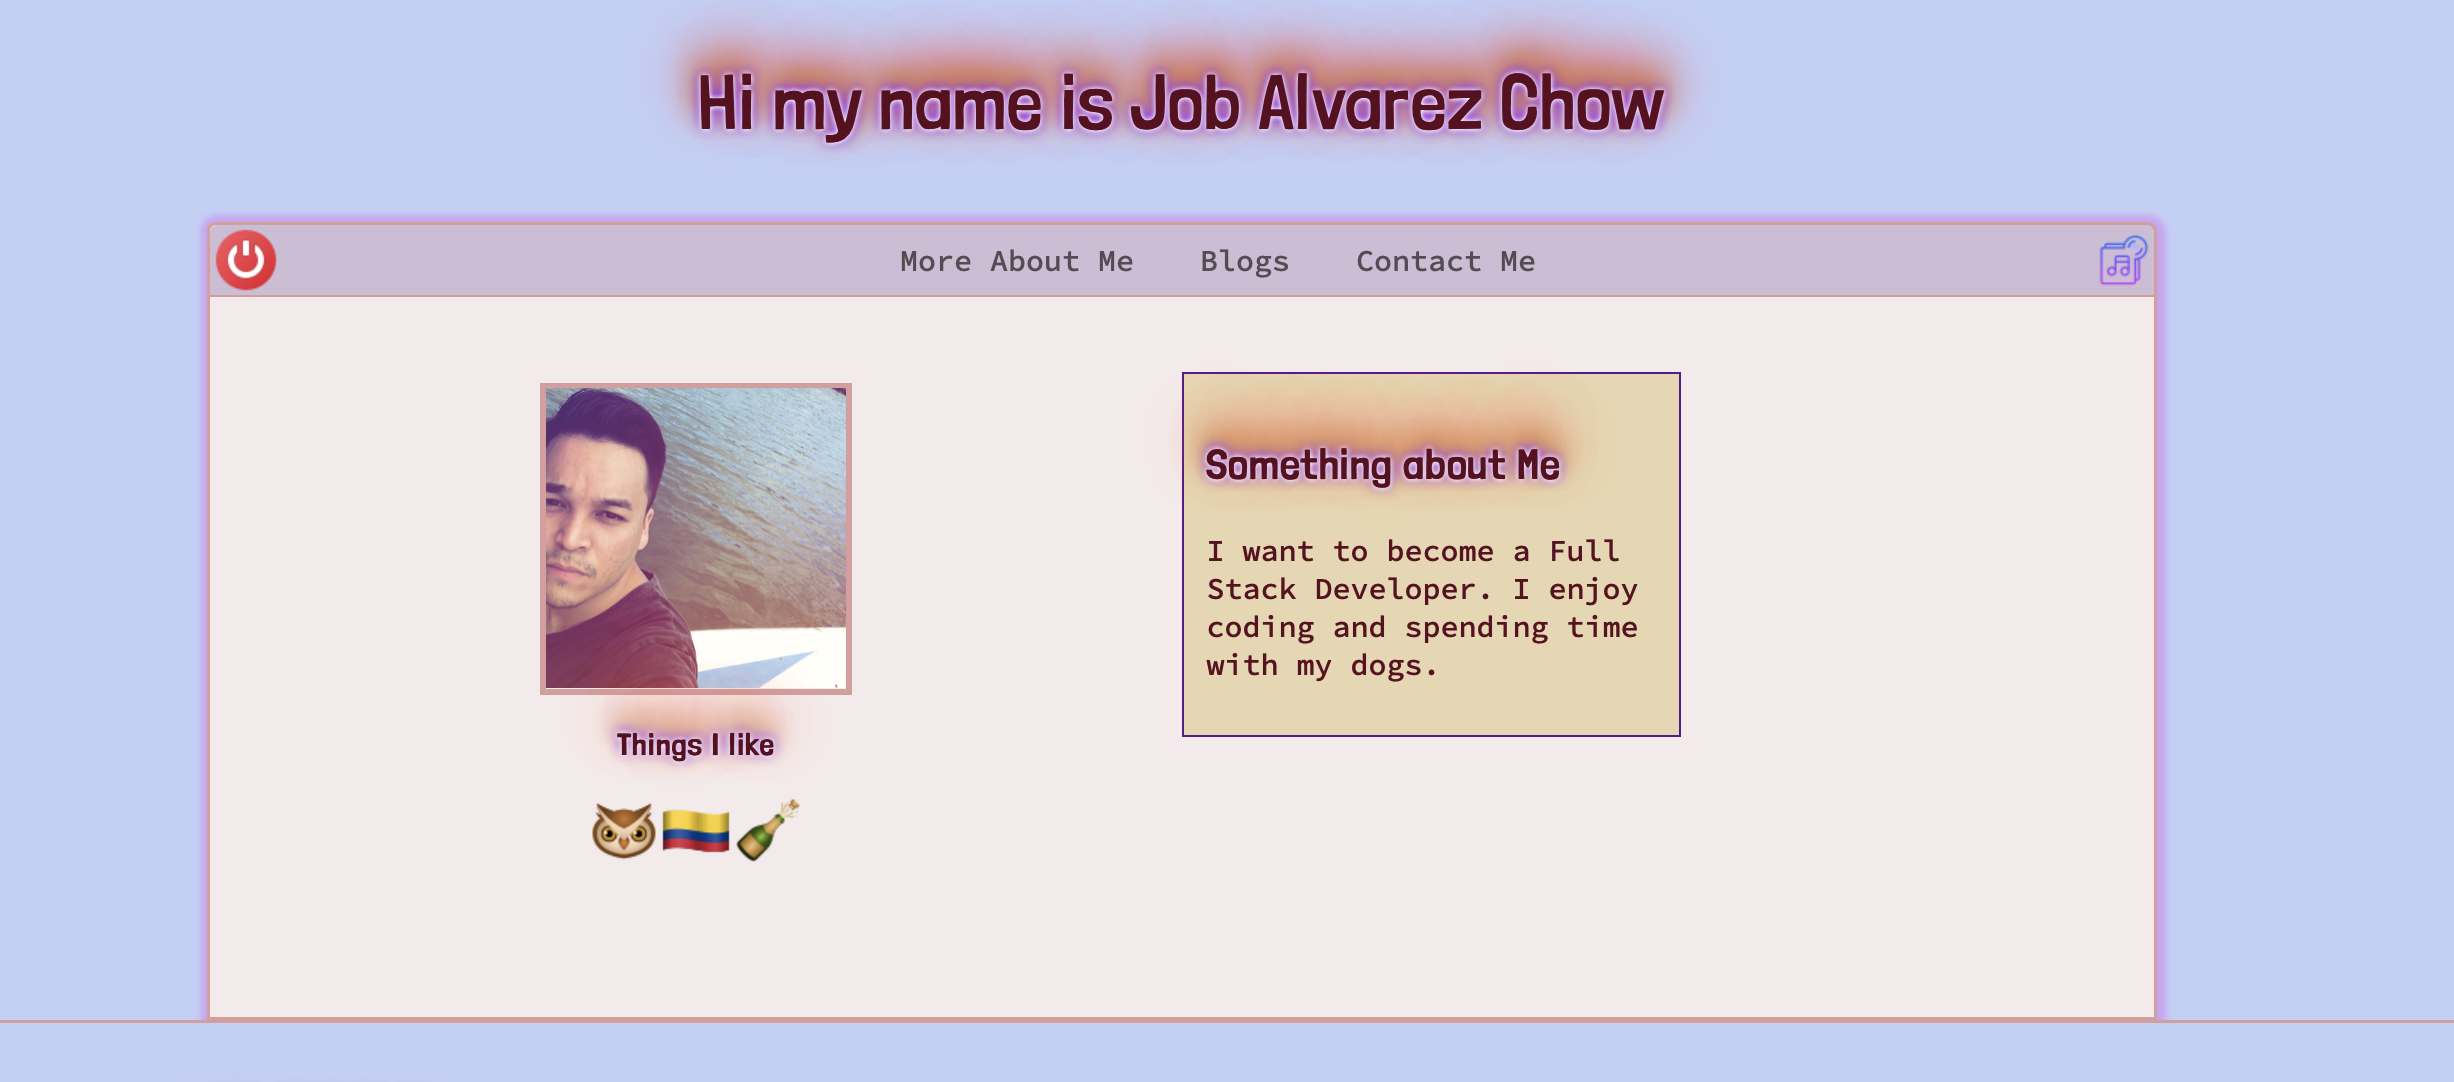 Hi my name is Job Alvarez Chow
More About Me Blogs Contact Me
Something about Me
I want to become a Full
Stack Developer. I enjoy
coding and spending time
with my dogs.
Things I like